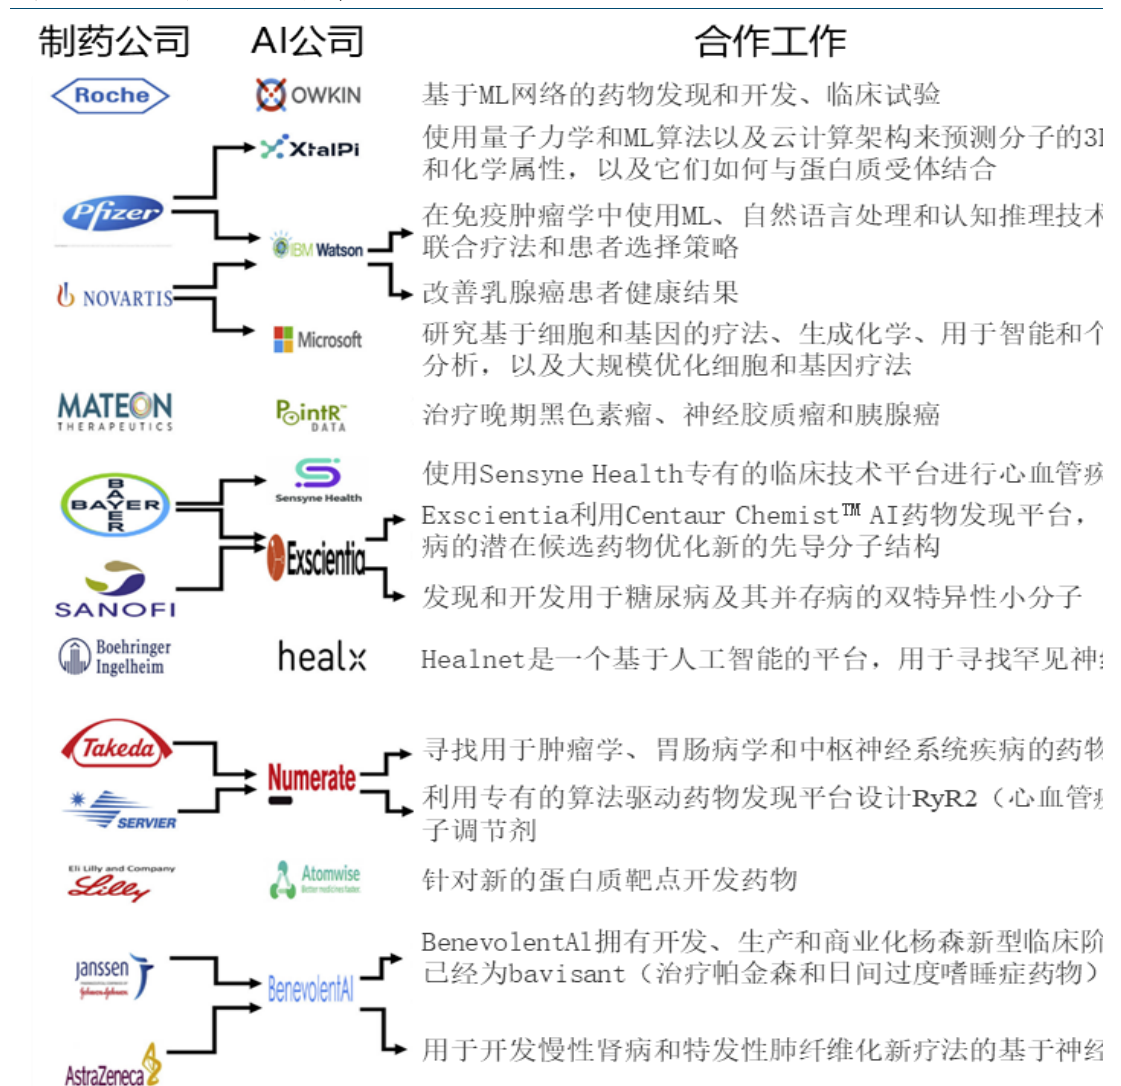 制药公司 AI公司 合作工作
Roche OWKIN 基于ML网络的药物发现和开发、临床试验
XtalPi 使用量子力学和ML算法以及云计算架构来预测分子的3
和化学属性，以及它们如何与蛋白质受体结合
Pfizer
在免疫肿瘤学中使用ML、自然语言处理和认知推理技术
IBM Watson 联合疗法和患者选择策略
NOVARTIS 改善乳腺癌患者健康结果
Microsoft 研究基于细胞和基因的疗法、生成化学、用于智能和个
分析，以及大规模优化细胞和基因疗法
MATEON
THERAPEUTICS
PointR™
DATA
治疗晚期黑色素瘤、神经胶质瘤和胰腺癌
BAYER
BAYER
Sensyne Health
使用Sensyne Health专有的临床技术平台进行心血管疾
Exscientia利用Centaur Chemist™ AI药物发现平台，
病的潜在候选药物优化新的先导分子结构
Exscientia
SANOFI
发现和开发用于糖尿病及其并存病的双特异性小分子
Boehringer
Ingelheim
healx
Healnet是一个基于人工智能的平台，用于寻找罕见神
Takeda
寻找用于肿瘤学、胃肠病学和中枢神经系统疾病的药物
Numerate
SERVIER
利用专有的算法驱动药物发现平台设计RyR2（心血管
子调节剂
Eli Lilly and Company
Lilly
Atomwise
Better medicines faster.
针对新的蛋白质靶点开发药物
janssen
Johnson&Johnson
BenevolentAl拥有开发、生产和商业化杨森新型临床阶
已经为bavisant（治疗帕金森和日间过度嗜睡症药物）
BenevolentAI
AstraZeneca
用于开发慢性肾病和特发性肺纤维化新疗法的基于神经